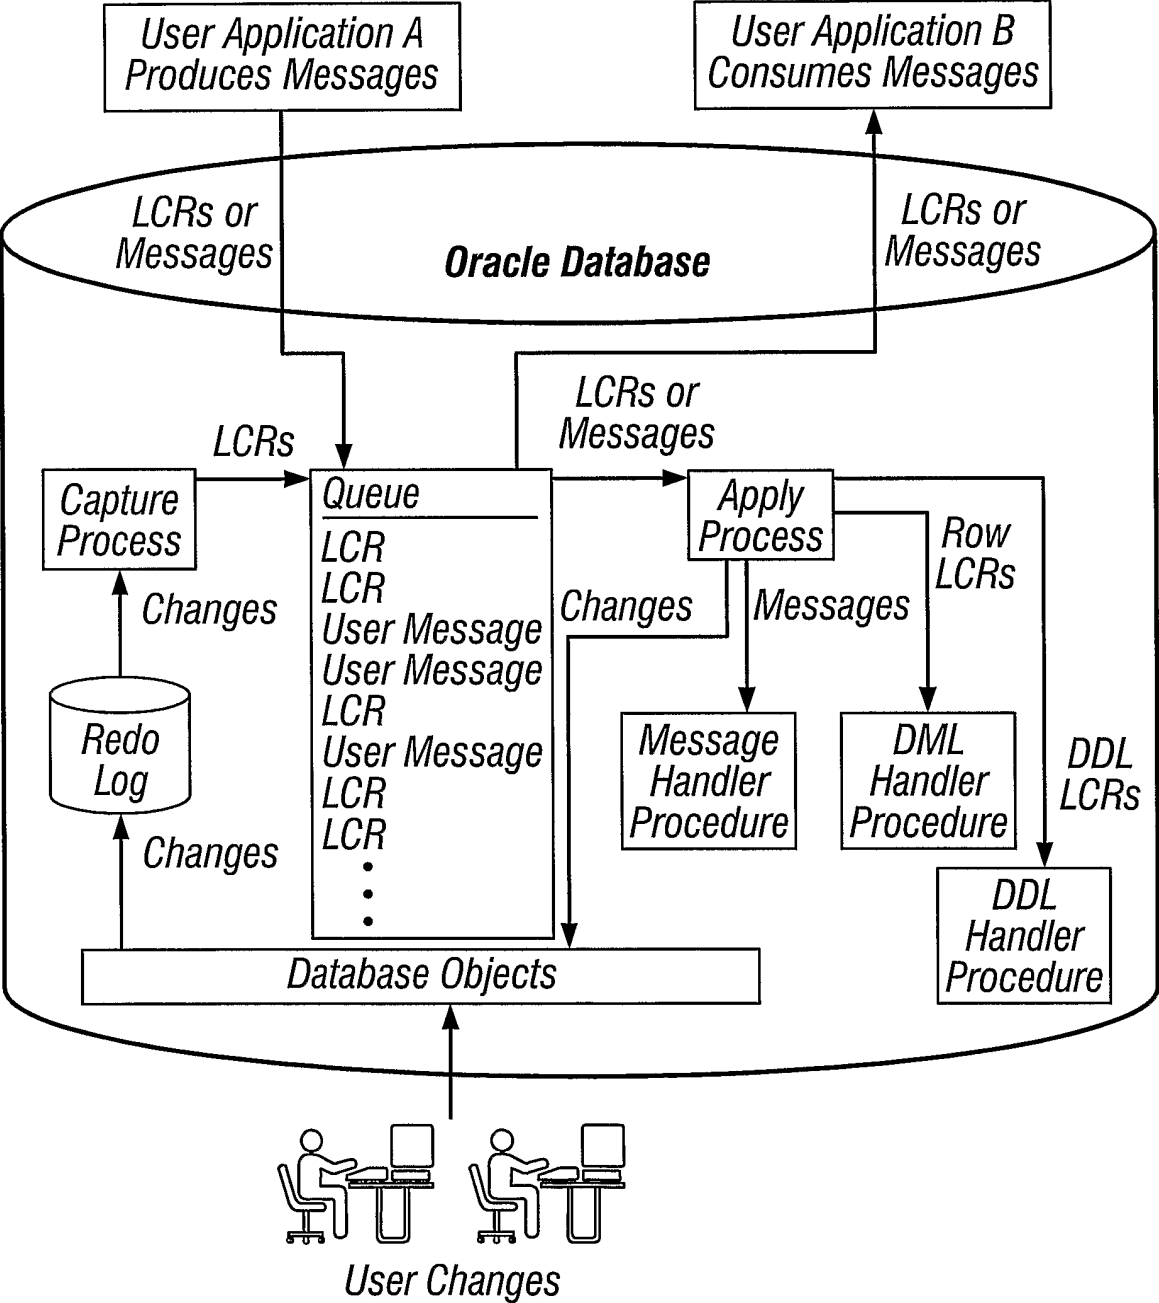 User Application A
Produces Messages
User Application B
Consumes Messages
LCRs or
Messages
Oracle Database
LCRs or
Messages
LCRs
LCRs or
Messages
Capture
Process
Queue
LCR
LCR
User Message
User Message
LCR
User Message
LCR
LCR
Apply
Process
Row
LCRs
Changes
Changes
Messages
Redo
Log
Message
Handler
Procedure
DML
Handler
Procedure
DDL
LCRs
Changes
DDL
Handler
Procedure
Database Objects
User Changes